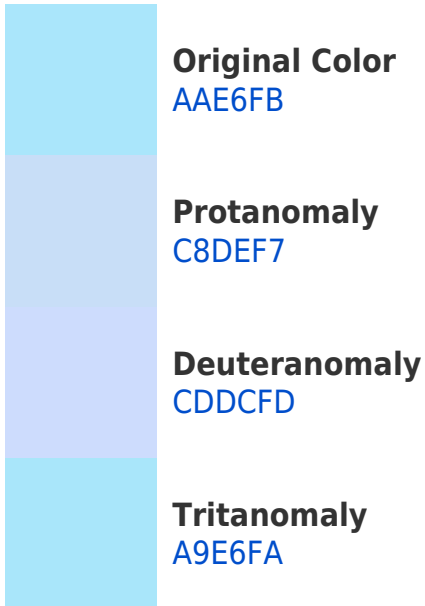 Original Color
AAE6FB
Protanomaly
C8DEF7
Deuteranomaly
CDDCFD
Tritanomaly
A9E6FA